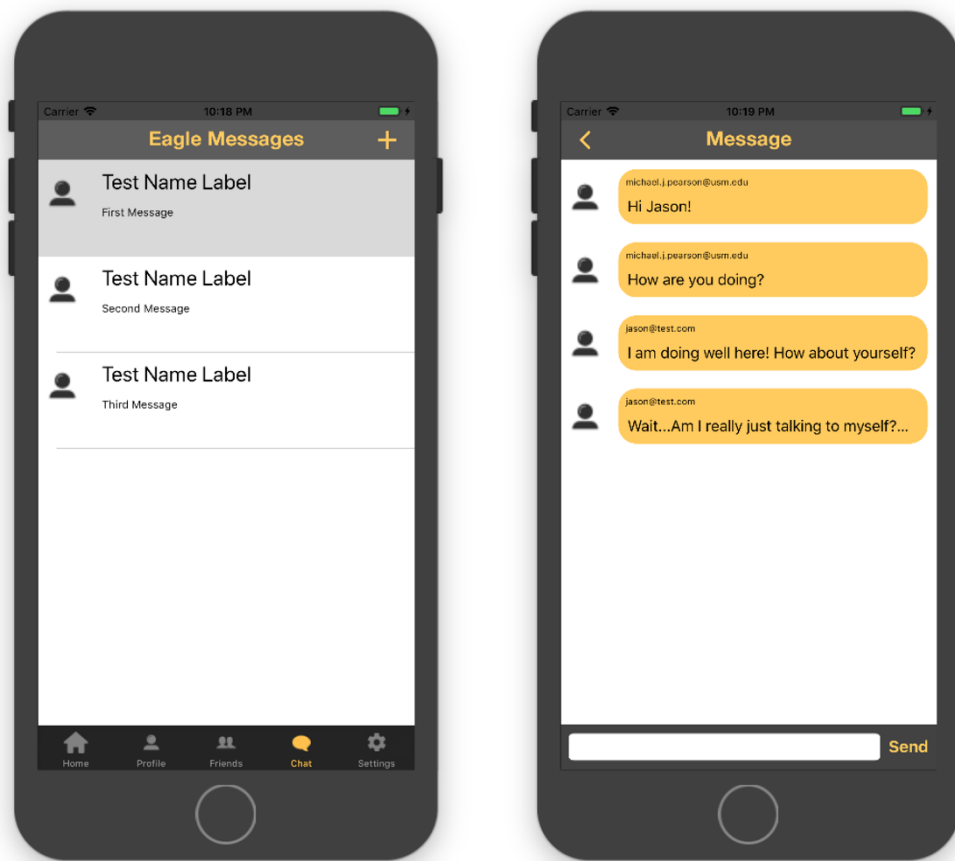 Carrier 10:18 PM
Eagle Messages +
Test Name Label
First Message
Test Name Label
Second Message
Test Name Label
Third Message
Home Profile Friends Chat Settings
Carrier 10:19 PM
Message
michael.j.pearson@usm.edu
Hi Jason!
michael.j.pearson@usm.edu
How are you doing?
jason@test.com
I am doing well here! How about yourself?
jason@test.com
Wait...Am I really just talking to myself?...
Send